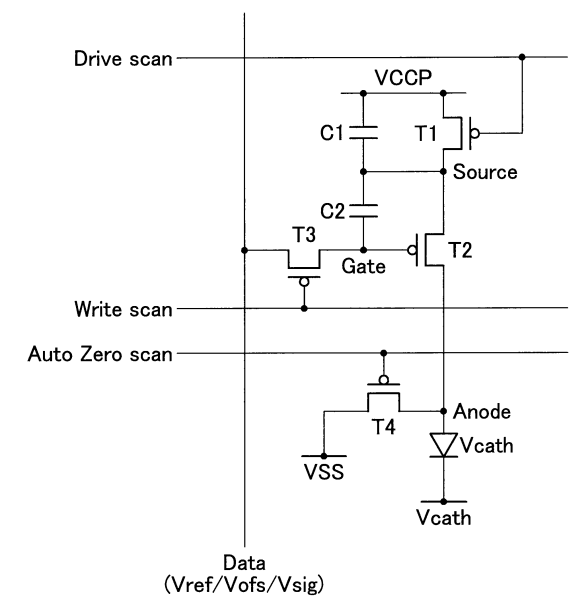 Drive scan
VCCP
C1
T1
Source
C2
T3
T2
Gate
Write scan
Auto Zero scan
Anode
T4
Vcath
VSS
Vcath
Data
(Vref/Vofs/Vsig)